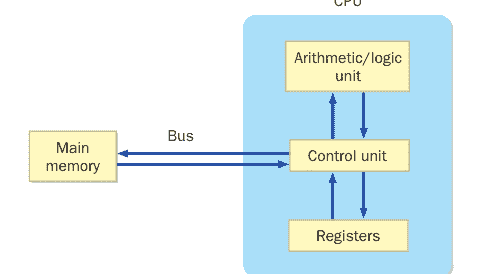 CPU
Arithmetic/logic
unit
Bus
Main
memory
Control unit
Registers